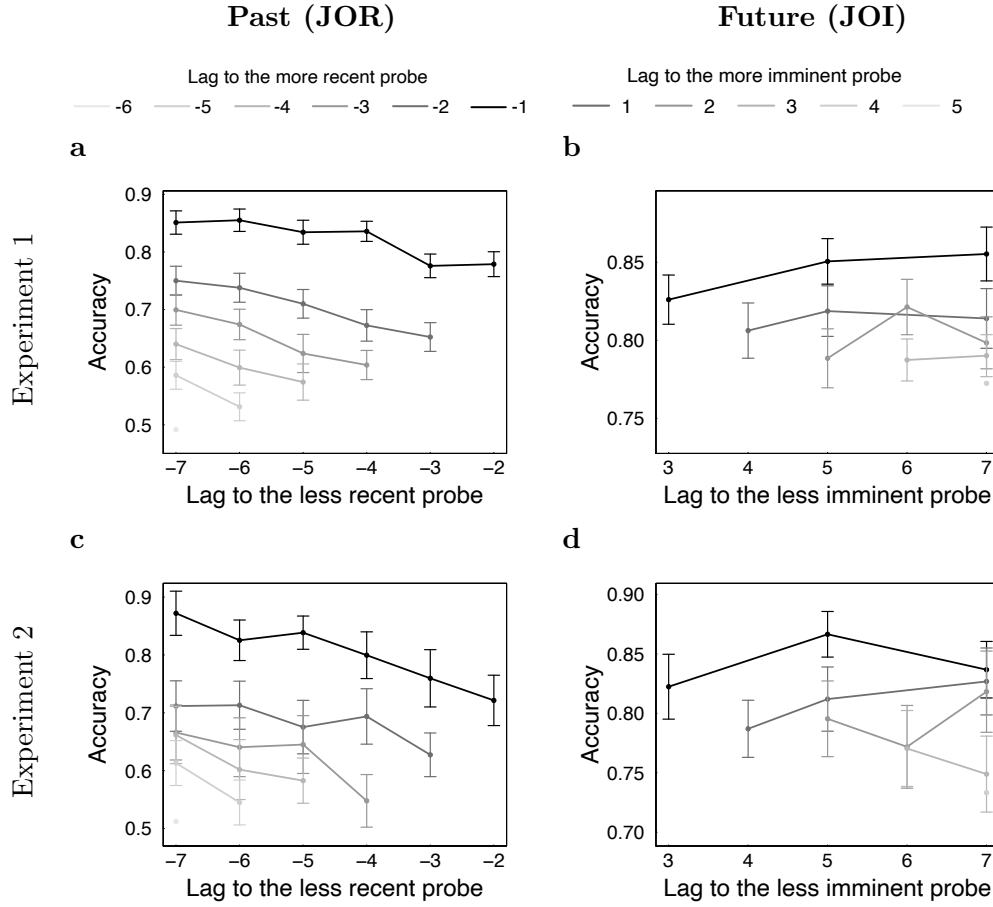 Past (JOR)
Future (JOI)
Lag to the more recent probe
-6 -5 -4 -3 -2 -1
Lag to the more imminent probe
1 2 3 4 5
a
b
Experiment 1
Accuracy
0.9
0.8
0.7
0.6
0.5
−7 −6 −5 −4 −3 −2
Lag to the less recent probe
Accuracy
0.85
0.80
0.75
3 4 5 6 7
Lag to the less imminent probe
c
d
Experiment 2
Accuracy
0.9
0.8
0.7
0.6
0.5
−7 −6 −5 −4 −3 −2
Lag to the less recent probe
Accuracy
0.90
0.85
0.80
0.75
0.70
3 4 5 6 7
Lag to the less imminent probe